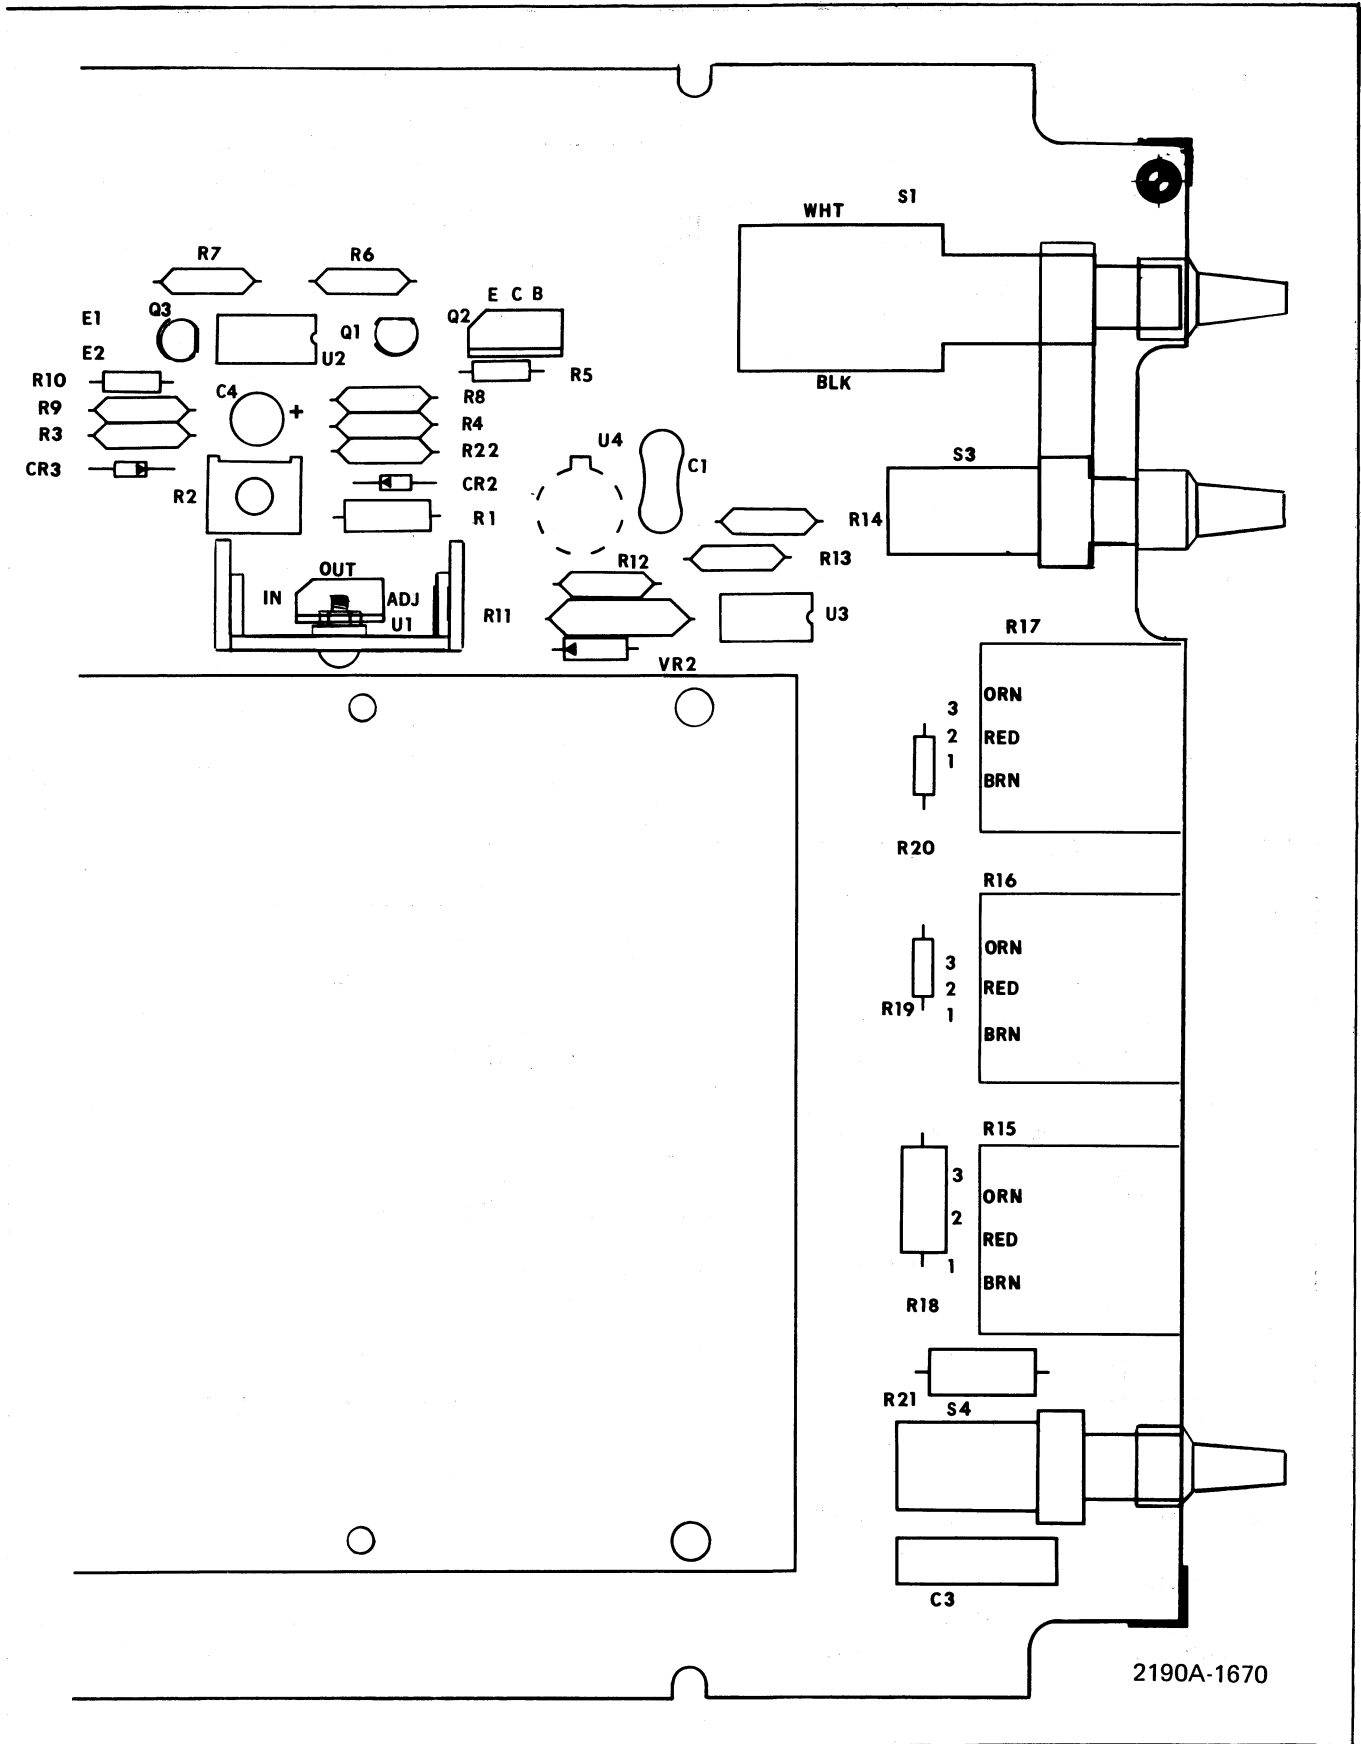 S1
WHT
R7
R6
E C B
Q3
E1
Q2
Q1
E2
U2
R5
R10
BLK
C4
R8
R9
+
R4
R3
U4
R22
S3
C1
CR3
CR2
R2
R1
R14
R13
R12
OUT
IN
ADJ
R11
U3
U1
R17
VR2
ORN
3
2
RED
1
BRN
R20
R16
ORN
3
2
RED
R19
1
BRN
R15
3
ORN
2
RED
1
BRN
R18
R21
S4
C3
2190A-1670